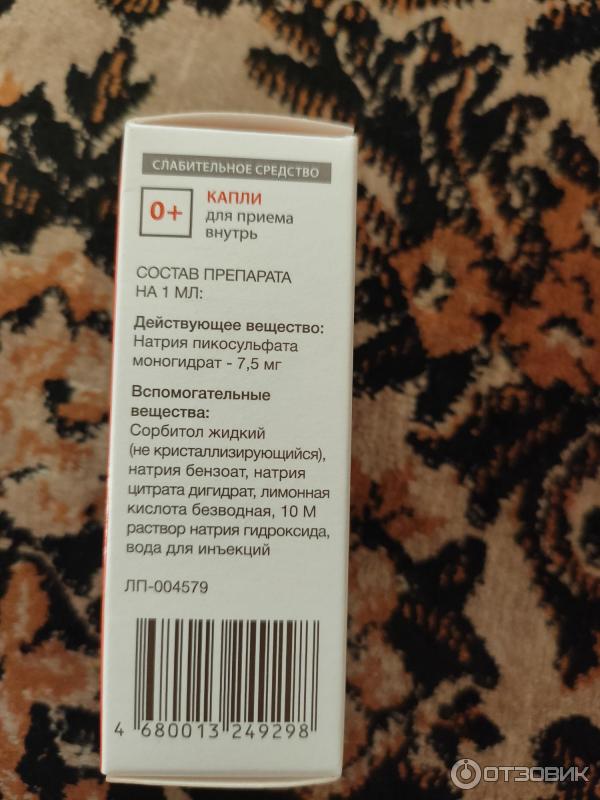 СЛАБИТЕЛЬНОЕ СРЕДСТВО
0+
КАПЛИ
для приема
внутрь
СОСТАВ ПРЕПАРАТА
НА 1 МЛ:
Действующее вещество:
Натрия пикосульфата
моногидрат - 7,5 мг
Вспомогательные
вещества:
Сорбитол жидкий
(не кристаллизирующийся),
натрия бензоат, натрия
цитрата дигидрат, лимонная
кислота безводная, 10 М
раствор натрия гидроксида,
вода для инъекций
ЛП-004579
4 680013 249298
ОТЗОВИК